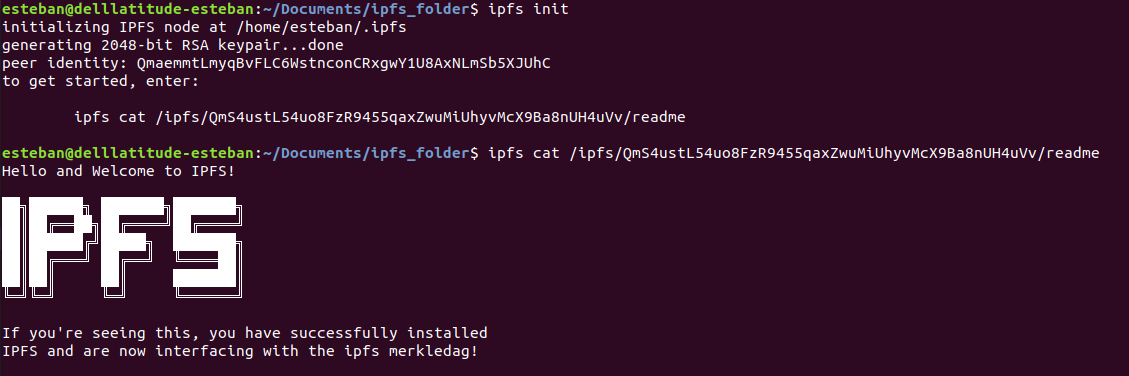 esteban@delllatitude-esteban:~/Documents/ipfs_folder$ ipfs init
initializing IPFS node at /home/esteban/.ipfs
generating 2048-bit RSA keypair...done
peer identity: QmaemmtLmyqBvFLC6WstnconCRxgwY1U8AxNLmSb5XJUhC
to get started, enter:
ipfs cat /ipfs/QmS4ustL54uo8FzR9455qaxZwuMiUhyvMcX9Ba8nUH4uVv/readme
esteban@delllatitude-esteban:~/Documents/ipfs_folder$ ipfs cat /ipfs/QmS4ustL54uo8FzR9455qaxZwuMiUhyvMcX9Ba8nUH4uVv/readme
Hello and Welcome to IPFS!
IPFS
If you're seeing this, you have successfully installed
IPFS and are now interfacing with the ipfs merkledag!